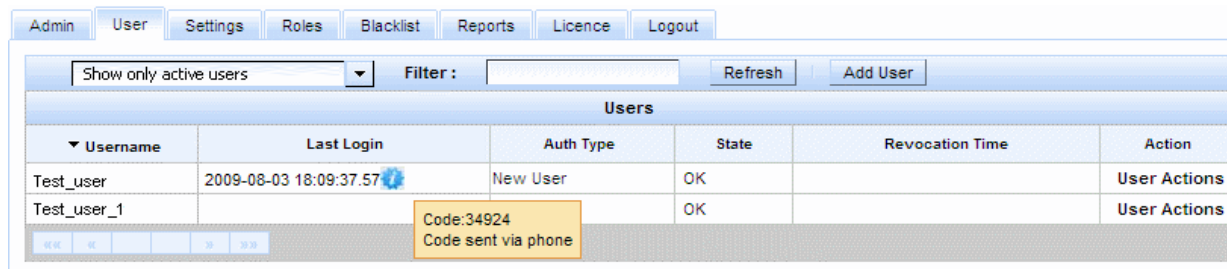 Admin User Settings Roles Blacklist Reports Licence Logout
Show only active users Filter : Refresh Add User
Users
Username Last Login Auth Type State Revocation Time Action
Test_user 2009-08-03 18:09:37.57 New User OK User Actions
Test_user_1 OK User Actions
Code:34924
Code sent via phone
«« « » »»